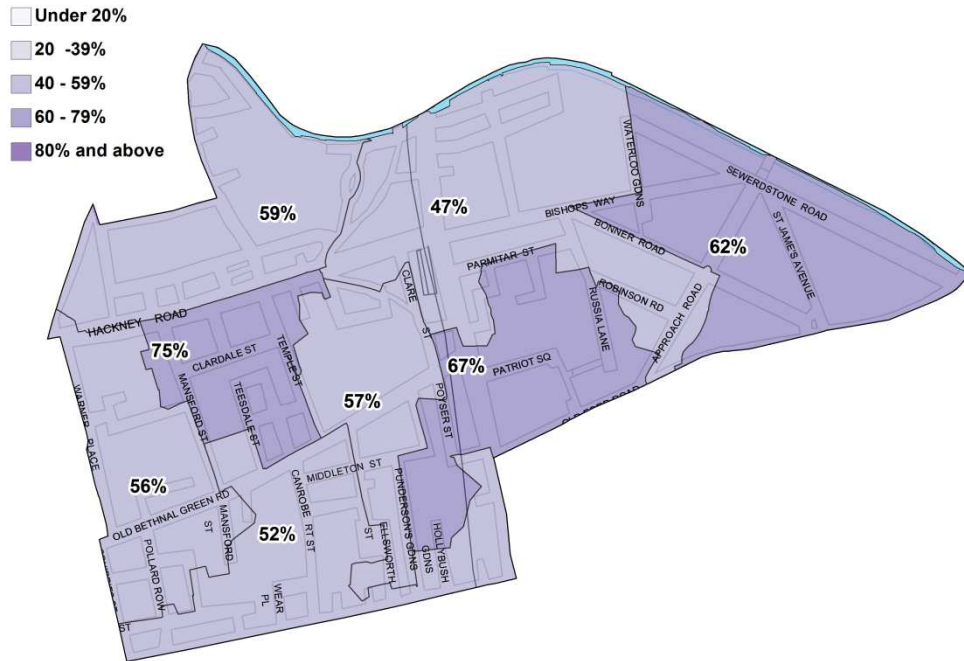 Under 20%
20 -39%
40 - 59%
60 - 79%
80% and above
WATERLOO GDNS
SEWERDSTONE ROAD
59%
47%
BISHOPS WAY
BONNER ROAD
62%
ST JAME'S AVENUE
PARMITAR ST
CLARE
ST
ROBINSON RD
RUSSIA LANE
APPROACH ROAD
HACKNEY ROAD
75%
CLARDALE ST
TEMPLE ST
67%
PATRIOT SQ
MANSFORD ST
TEESDALE ST
57%
POYSER ST
WARNER PLACE
56%
MIDDLETON ST
OLD BETHNAL GREEN RD
MANSFORD
ST
52%
CANROBE RT ST
PUNDERSON'S GDNS
ELLSWORTH
ST
HOLLYBUSH
GDNS
POLLARD ROW
WEAR
PL
ST